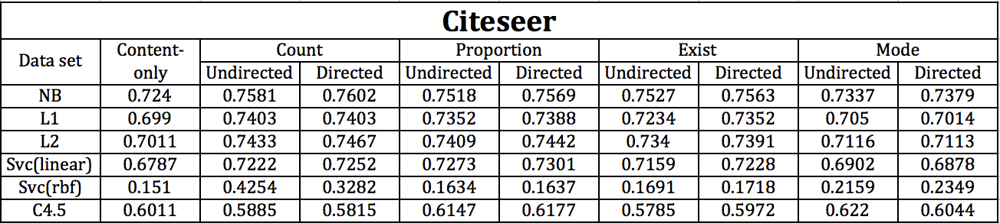 Citeseer
Data set Content-only Count Proportion Exist Mode
Undirected Directed Undirected Directed Undirected Directed Undirected Directed
NB 0.724 0.7581 0.7602 0.7518 0.7569 0.7527 0.7563 0.7337 0.7379
L1 0.699 0.7403 0.7403 0.7352 0.7388 0.7234 0.7352 0.705 0.7014
L2 0.7011 0.7433 0.7467 0.7409 0.7442 0.734 0.7391 0.7116 0.7113
Svc(linear) 0.6787 0.7222 0.7252 0.7273 0.7301 0.7159 0.7228 0.6902 0.6878
Svc(rbf) 0.151 0.4254 0.3282 0.1634 0.1637 0.1691 0.1718 0.2159 0.2349
C4.5 0.6011 0.5885 0.5815 0.6147 0.6177 0.5785 0.5972 0.622 0.6044